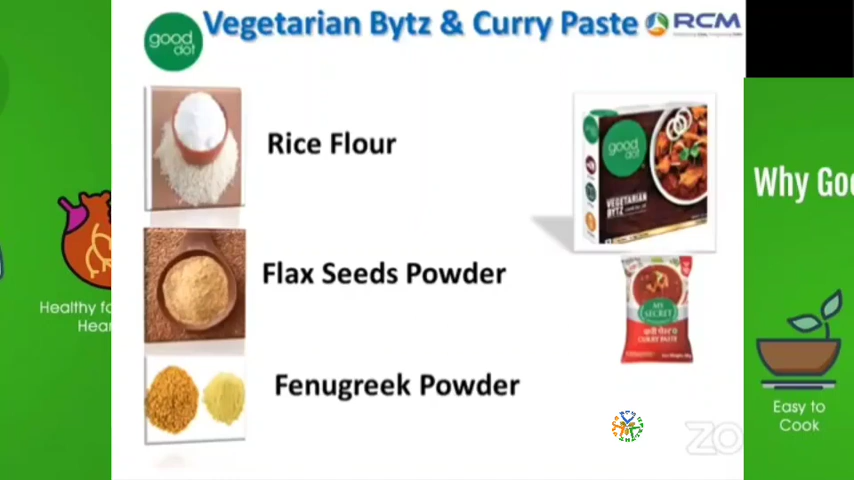 good
dot
Vegetarian Bytz & Curry Paste
RCM
Rice Flour
Flax Seeds Powder
Fenugreek Powder
good
dot
VEGETARIAN
BYTZ
MY
SECRET
करी पेस्ट
CURRY PASTE
Healthy fo
Hear
Why Goo
Easy to
Cook
ZO